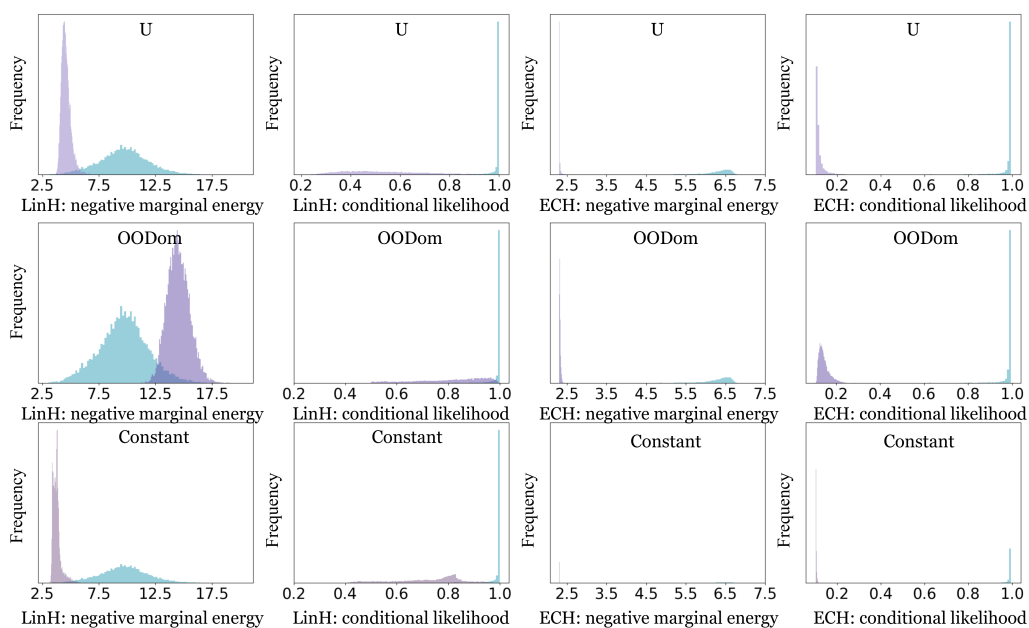 U U U U
Frequency Frequency Frequency Frequency
2.5 7.5 12.5 17.5 0.2 0.4 0.6 0.8 1.0 2.5 3.5 4.5 5.5 6.5 7.5 0.2 0.4 0.6 0.8 1.0
LinH: negative marginal energy LinH: conditional likelihood ECH: negative marginal energy ECH: conditional likelihood
OODom OODom OODom OODom
Frequency Frequency Frequency Frequency
2.5 7.5 12.5 17.5 0.2 0.4 0.6 0.8 1.0 2.5 3.5 4.5 5.5 6.5 7.5 0.2 0.4 0.6 0.8 1.0
LinH: negative marginal energy LinH: conditional likelihood ECH: negative marginal energy ECH: conditional likelihood
Constant Constant Constant Constant
Frequency Frequency Frequency Frequency
2.5 7.5 12.5 17.5 0.2 0.4 0.6 0.8 1.0 2.5 3.5 4.5 5.5 6.5 7.5 0.2 0.4 0.6 0.8 1.0
LinH: negative marginal energy LinH: conditional likelihood ECH: negative marginal energy ECH: conditional likelihood